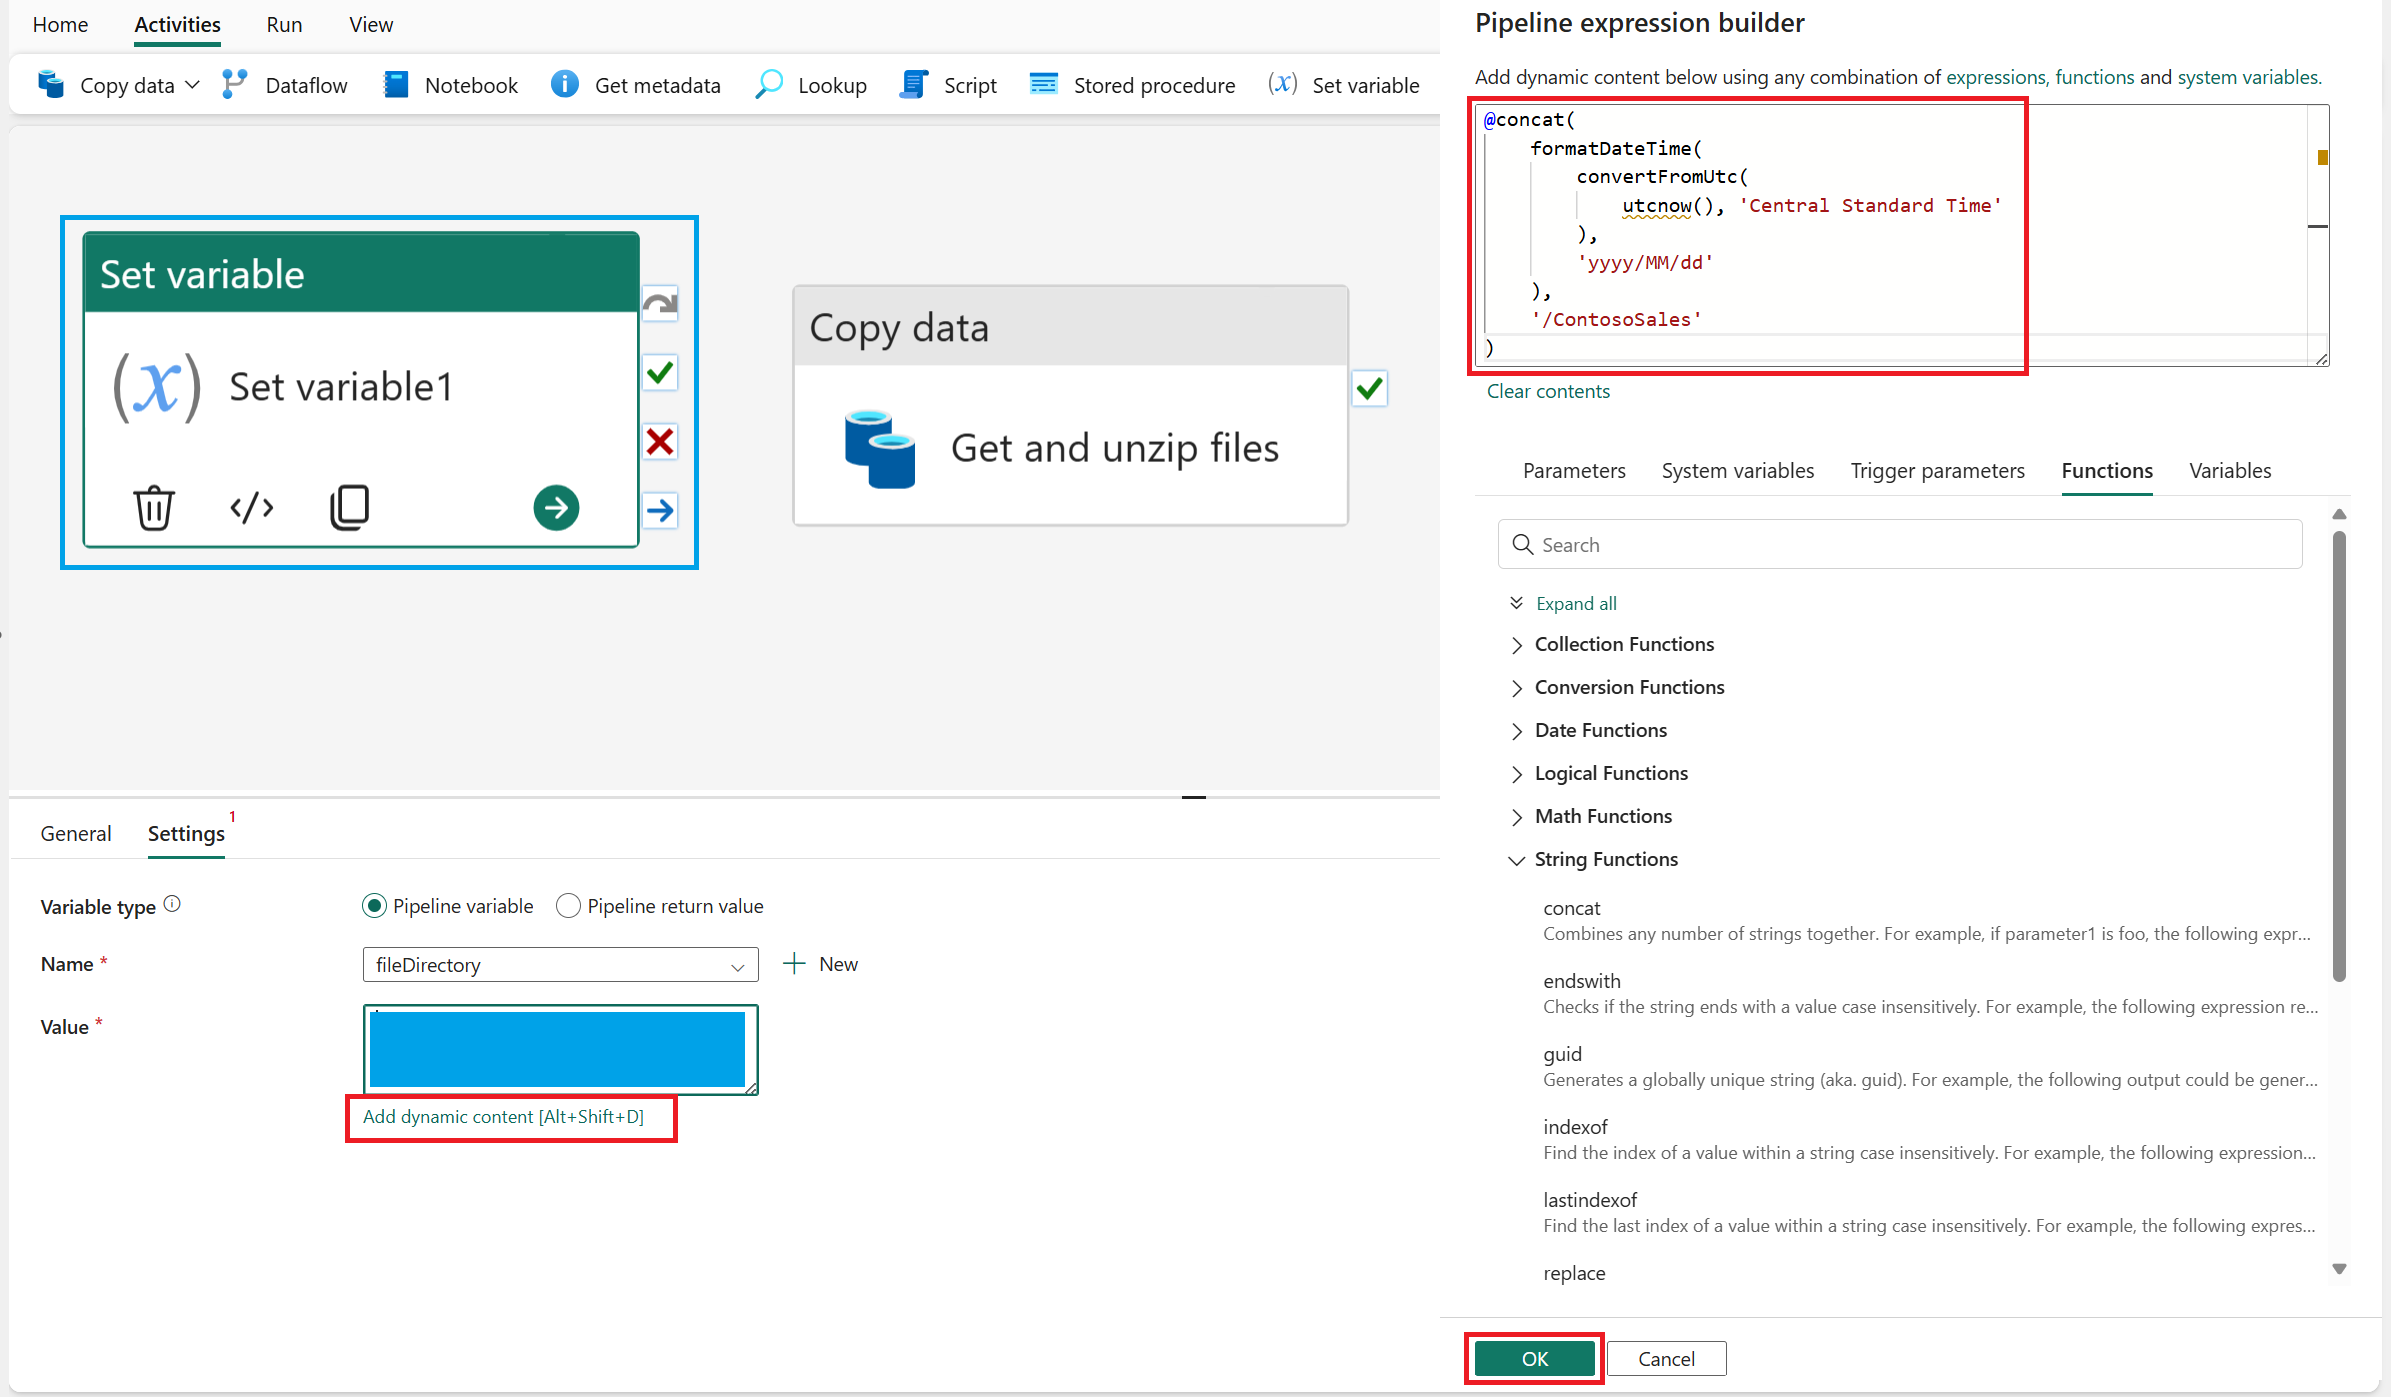 Home Activities Run View
Copy data Dataflow Notebook Get metadata Lookup Script Stored procedure (x) Set variable
Set variable
(x) Set variable1
</>
Copy data
Get and unzip files
General Settings 1
Variable type
Pipeline variable Pipeline return value
Name *
fileDirectory
New
Value *
Add dynamic content [Alt+Shift+D]
Pipeline expression builder
Add dynamic content below using any combination of expressions, functions and system variables.
@concat(
formatDateTime(
convertFromUtc(
utcnow(), 'Central Standard Time'
),
'yyyy/MM/dd'
),
'/ContosoSales'
)
Clear contents
Parameters System variables Trigger parameters Functions Variables
Search
Expand all
Collection Functions
Conversion Functions
Date Functions
Logical Functions
Math Functions
String Functions
concat
Combines any number of strings together. For example, if parameter1 is foo, the following expr...
endswith
Checks if the string ends with a value case insensitively. For example, the following expression re...
guid
Generates a globally unique string (aka. guid). For example, the following output could be gener...
indexof
Find the index of a value within a string case insensitively. For example, the following expression...
lastindexof
Find the last index of a value within a string case insensitively. For example, the following expres...
replace
OK Cancel